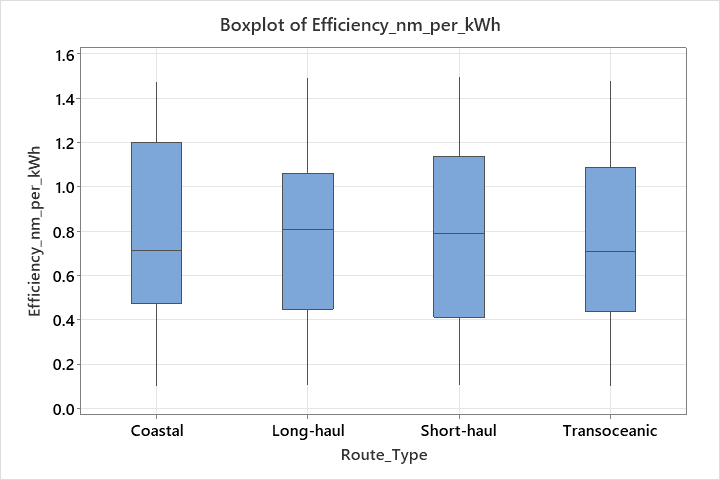 Boxplot of Efficiency_nm_per_kWh
Efficiency_nm_per_kWh
1.6
1.4
1.2
1.0
0.8
0.6
0.4
0.2
0.0
Coastal Long-haul Short-haul Transoceanic
Route_Type